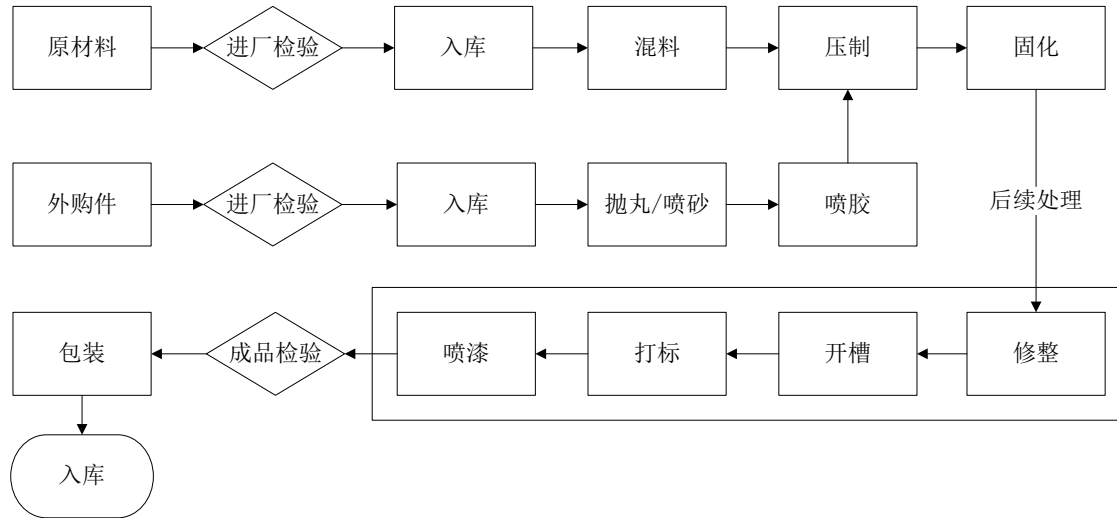 原材料
进厂检验
入库
混料
压制
固化
外购件
进厂检验
入库
抛丸/喷砂
喷胶
后续处理
包装
成品检验
喷漆
打标
开槽
修整
入库